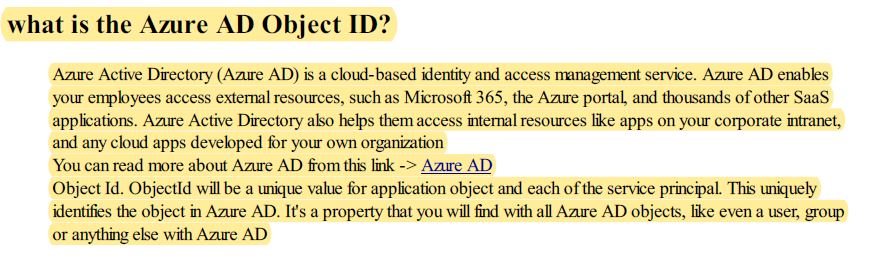 what is the Azure AD Object ID?
Azure Active Directory (Azure AD) is a cloud-based identity and access management service. Azure AD enables
your employees access external resources, such as Microsoft 365, the Azure portal, and thousands of other SaaS
applications. Azure Active Directory also helps them access internal resources like apps on your corporate intranet,
and any cloud apps developed for your own organization
You can read more about Azure AD from this link -> Azure AD
Object Id. ObjectId will be a unique value for application object and each of the service principal. This uniquely
identifies the object in Azure AD. It's a property that you will find with all Azure AD objects, like even a user, group
or anything else with Azure AD